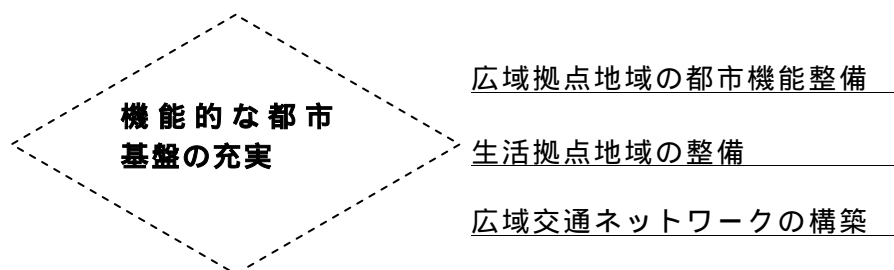 機能的な都市
基盤の充実
広域拠点地域の都市機能整備
生活拠点地域の整備
広域交通ネットワークの構築